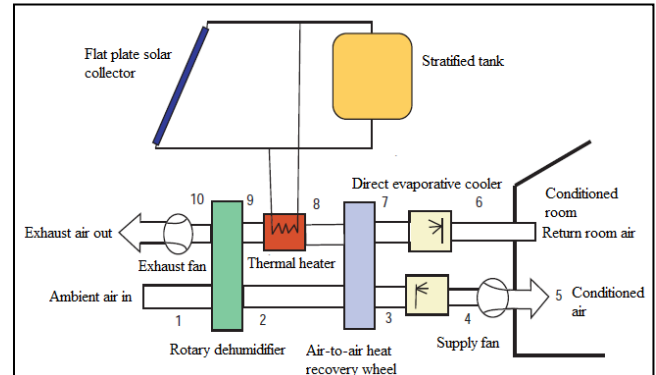 Flat plate solar
collector
Stratified tank
Direct evaporative cooler
10
9
8
7
6
Conditioned
room
Return room air
Exhaust air out
Exhaust fan
Thermal heater
Ambient air in
5
Conditioned
air
1
2
3
4
Rotary dehumidifier
Air-to-air heat
recovery wheel
Supply fan